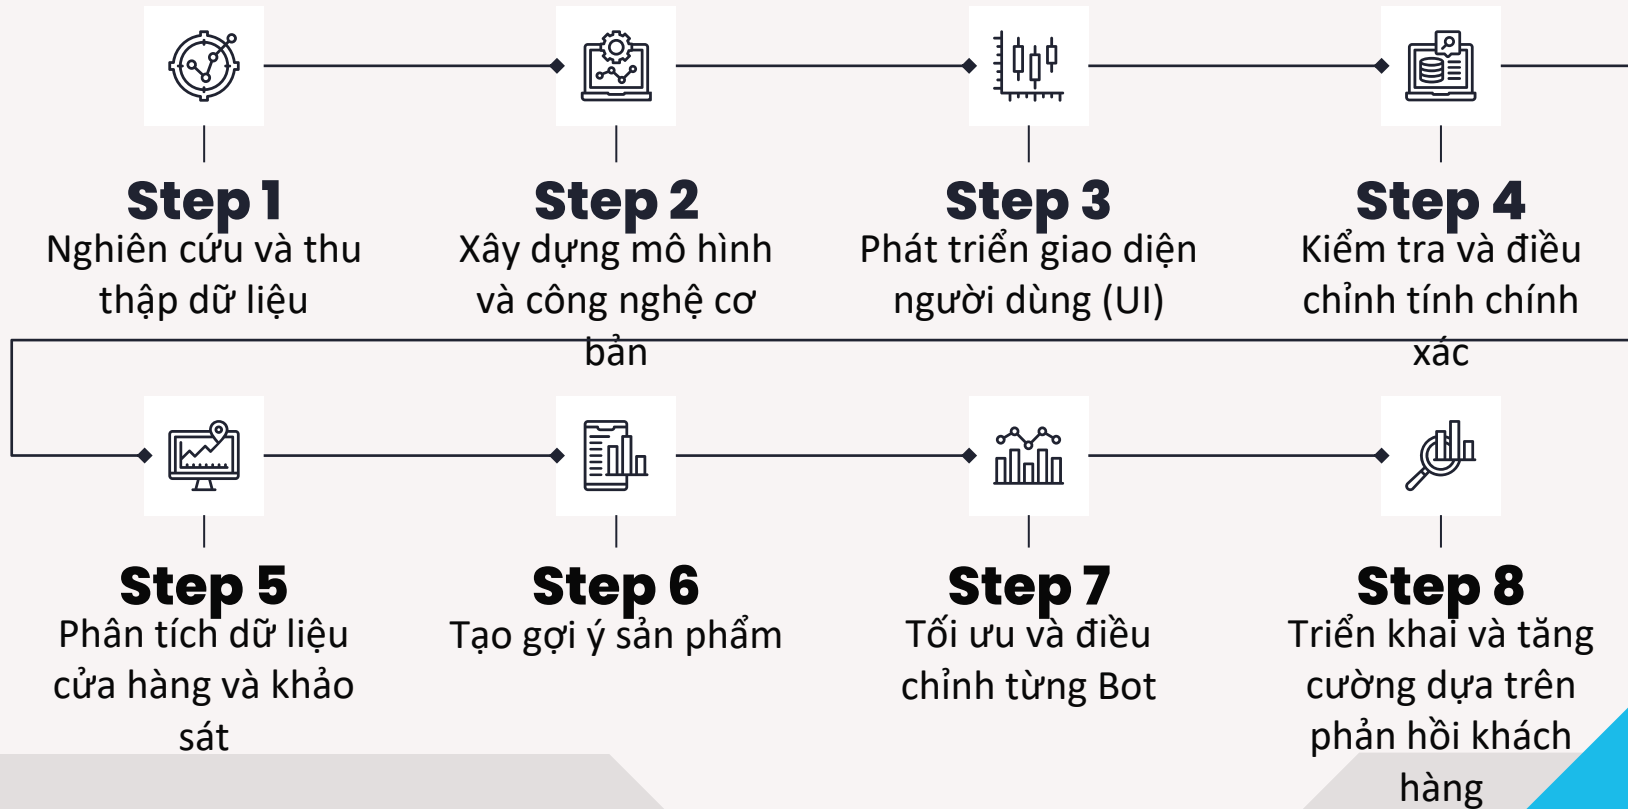 Step 1
Nghiên cứu và thu
thập dữ liệu
Step 2
Xây dựng mô hình
và công nghệ cơ
bản
Step 3
Phát triển giao diện
người dùng (UI)
Step 4
Kiểm tra và điều
chỉnh tính chính
xác
Step 5
Phân tích dữ liệu
cửa hàng và khảo
sát
Step 6
Tạo gợi ý sản phẩm
Step 7
Tối ưu và điều
chỉnh từng Bot
Step 8
Triển khai và tăng
cường dựa trên
phản hồi khách
hàng